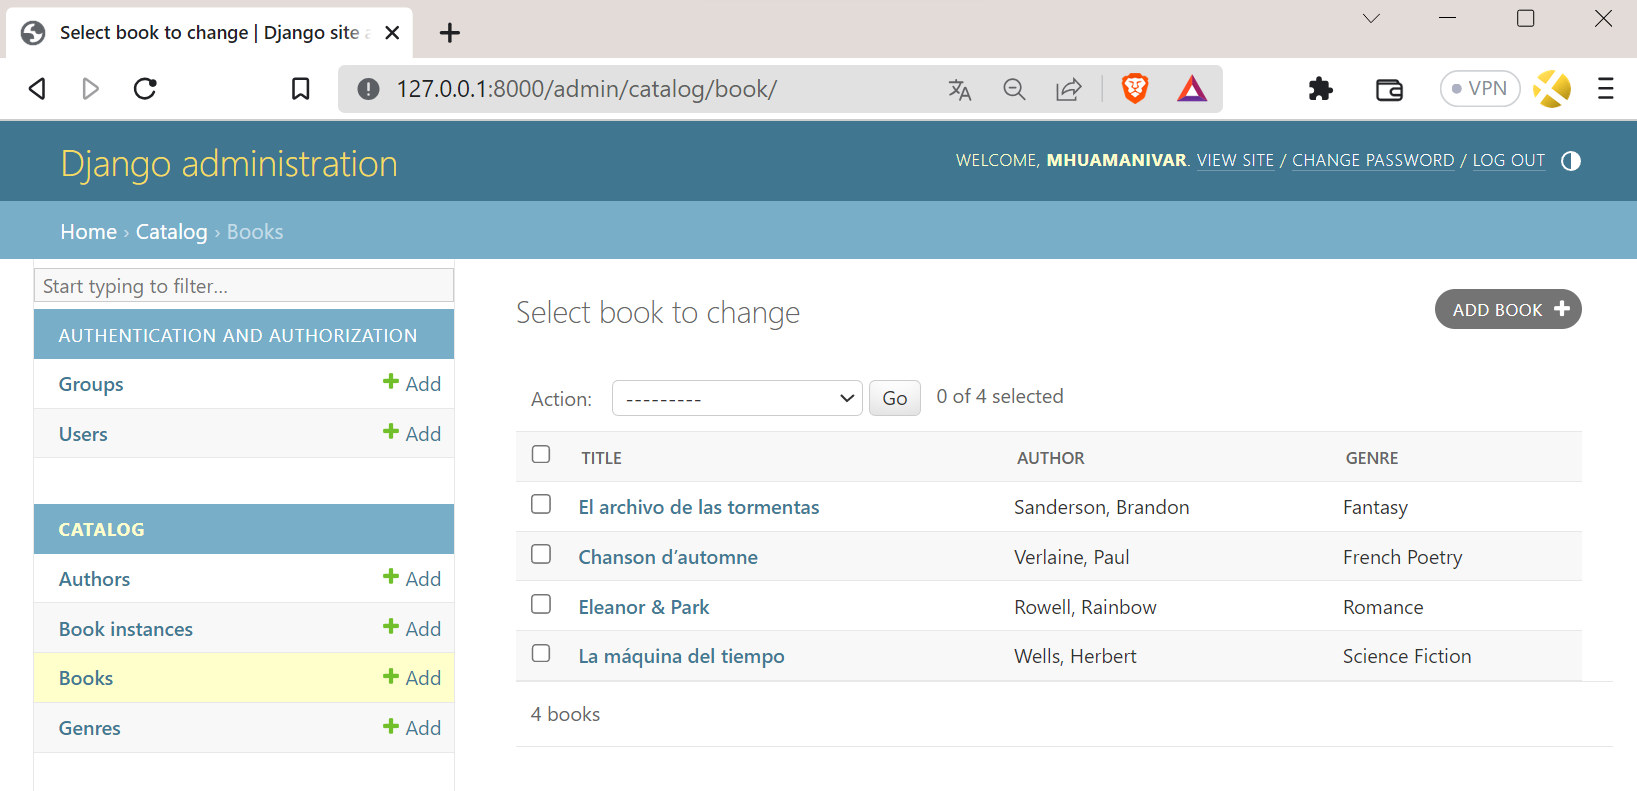 Select book to change | Django site a
127.0.0.1:8000/admin/catalog/book/
VPN
Django administration
WELCOME, MHUAMANIVAR. VIEW SITE / CHANGE PASSWORD / LOG OUT
Home › Catalog › Books
Start typing to filter...
AUTHENTICATION AND AUTHORIZATION
Groups + Add
Users + Add
CATALOG
Authors + Add
Book instances + Add
Books + Add
Genres + Add
Select book to change
ADD BOOK +
Action: --------- Go 0 of 4 selected
TITLE AUTHOR GENRE
El archivo de las tormentas Sanderson, Brandon Fantasy
Chanson d’automne Verlaine, Paul French Poetry
Eleanor & Park Rowell, Rainbow Romance
La máquina del tiempo Wells, Herbert Science Fiction
4 books